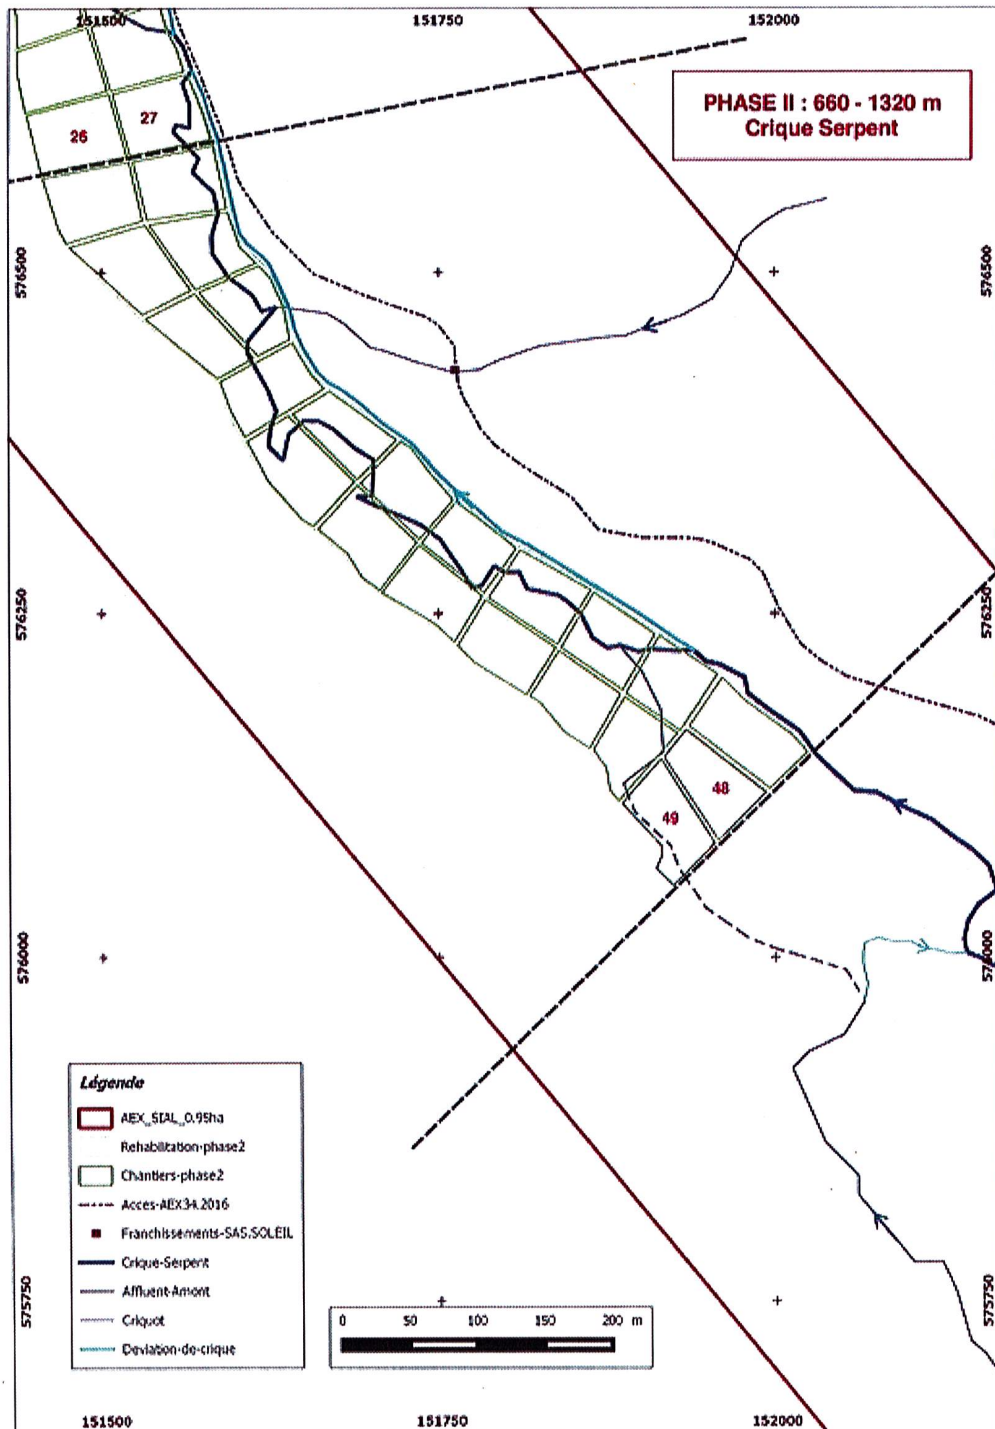 151500
151750
152000
PHASE II : 660 - 1320 m
Crique Serpent
26
27
576500
576500
576250
576250
48
49
576000
576000
Légende
AEX_SIAL_0.95ha
Rehabilitation-phase2
Chantiers-phase2
Acces-AEX34.2016
Franchissements-SAS.SOLEIL
Crique-Serpent
Affluent-Amont
Criquot
Deviation-de-crique
0 50 100 150 200 m
575750
575750
151500
151750
152000